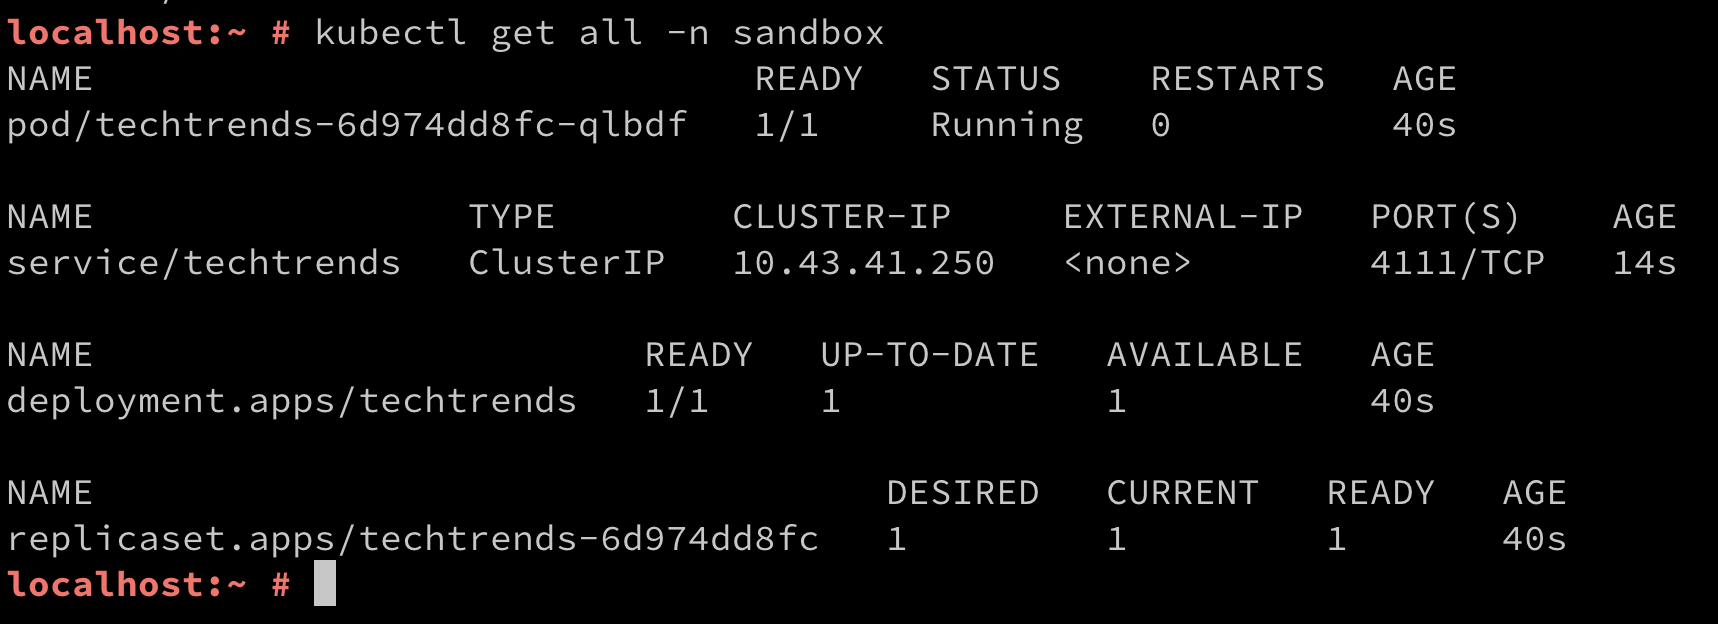 localhost:~ # kubectl get all -n sandbox
NAME READY STATUS RESTARTS AGE
pod/techtrends-6d974dd8fc-qlbdf 1/1 Running 0 40s
NAME TYPE CLUSTER-IP EXTERNAL-IP PORT(S) AGE
service/techtrends ClusterIP 10.43.41.250 <none> 4111/TCP 14s
NAME READY UP-TO-DATE AVAILABLE AGE
deployment.apps/techtrends 1/1 1 1 40s
NAME DESIRED CURRENT READY AGE
replicaset.apps/techtrends-6d974dd8fc 1 1 1 40s
localhost:~ #